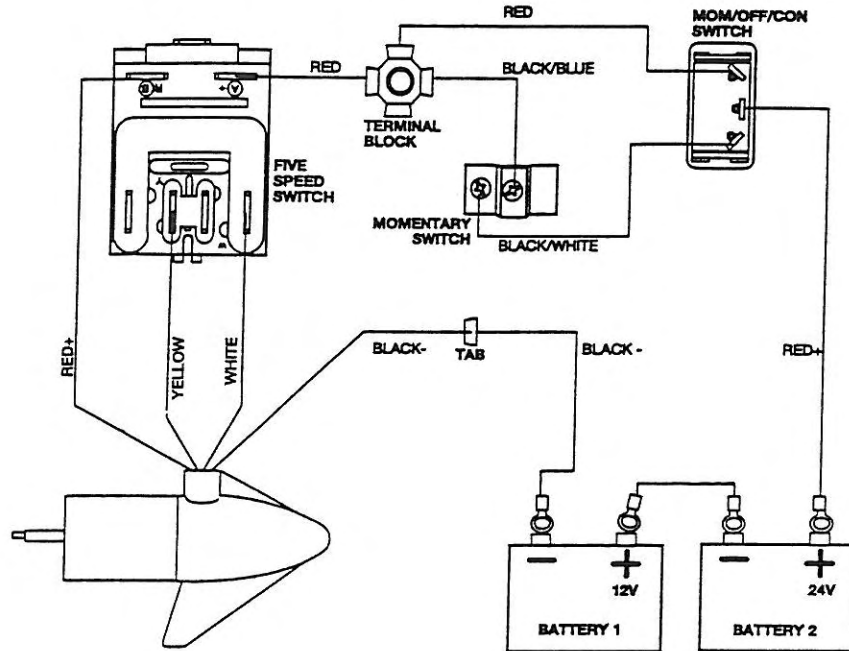 RED
MOM/OFF/CON
SWITCH
RED
BLACK/BLUE
A
+
TERMINAL
BLOCK
FIVE
SPEED
SWITCH
MOMENTARY
SWITCH
BLACK/WHITE
RED+
YELLOW
WHITE
BLACK-
TAB
BLACK -
RED+
12V
24V
BATTERY 1
BATTERY 2